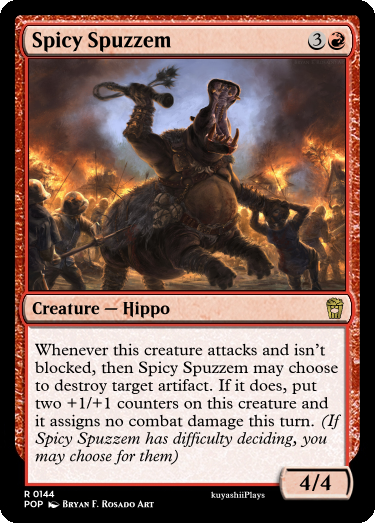 Spicy Spuzzem 3
Creature — Hippo
Whenever this creature attacks and isn't
blocked, then Spicy Spuzzem may choose
to destroy target artifact. If it does, put
two +1/+1 counters on this creature and
it assigns no combat damage this turn. (If
Spicy Spuzzem has difficulty deciding, you
may choose for them)
4/4
R 0144
POP Bryan F. Rosado Art kuyashiiPlays